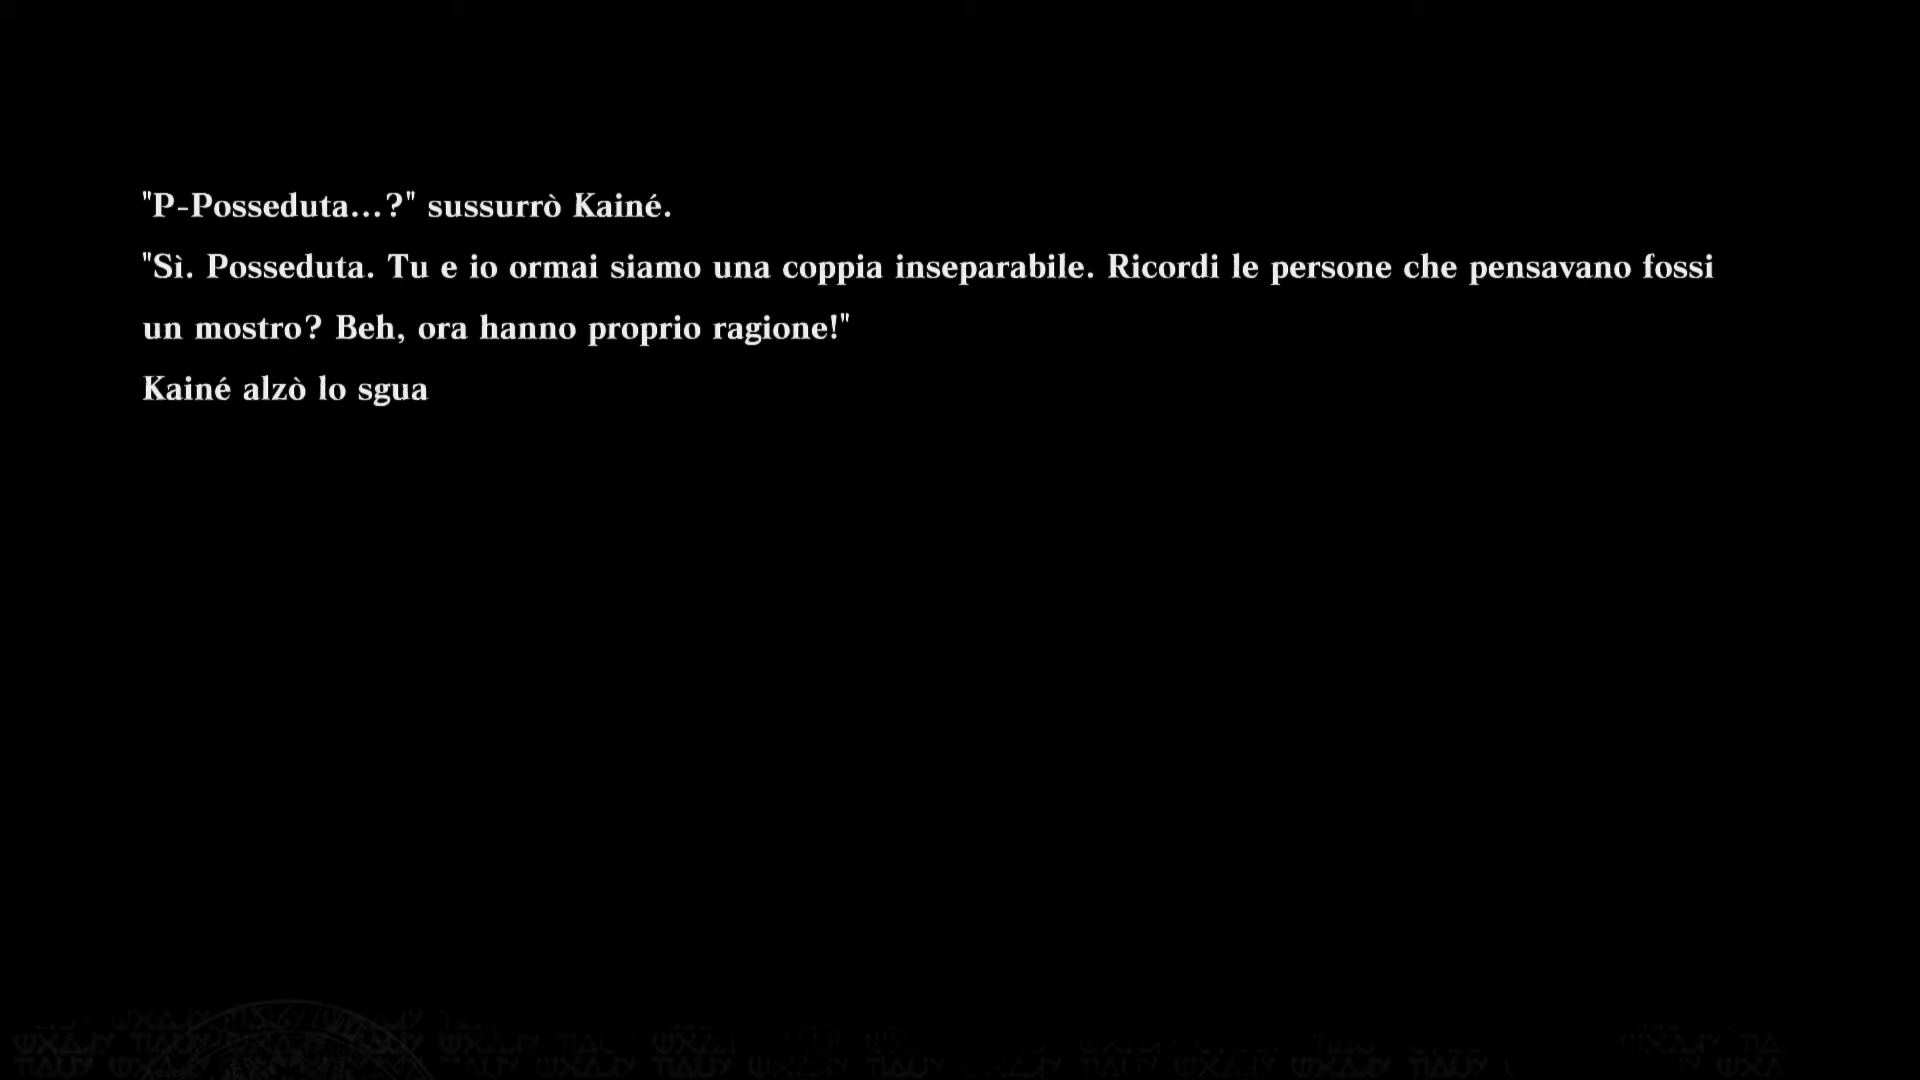 "P-Posseduta...?" sussurrò Kainé.
"Sì. Posseduta. Tu e io ormai siamo una coppia inseparabile. Ricordi le persone che pensavano fossi
un mostro? Beh, ora hanno proprio ragione!"
Kainé alzò lo sgua